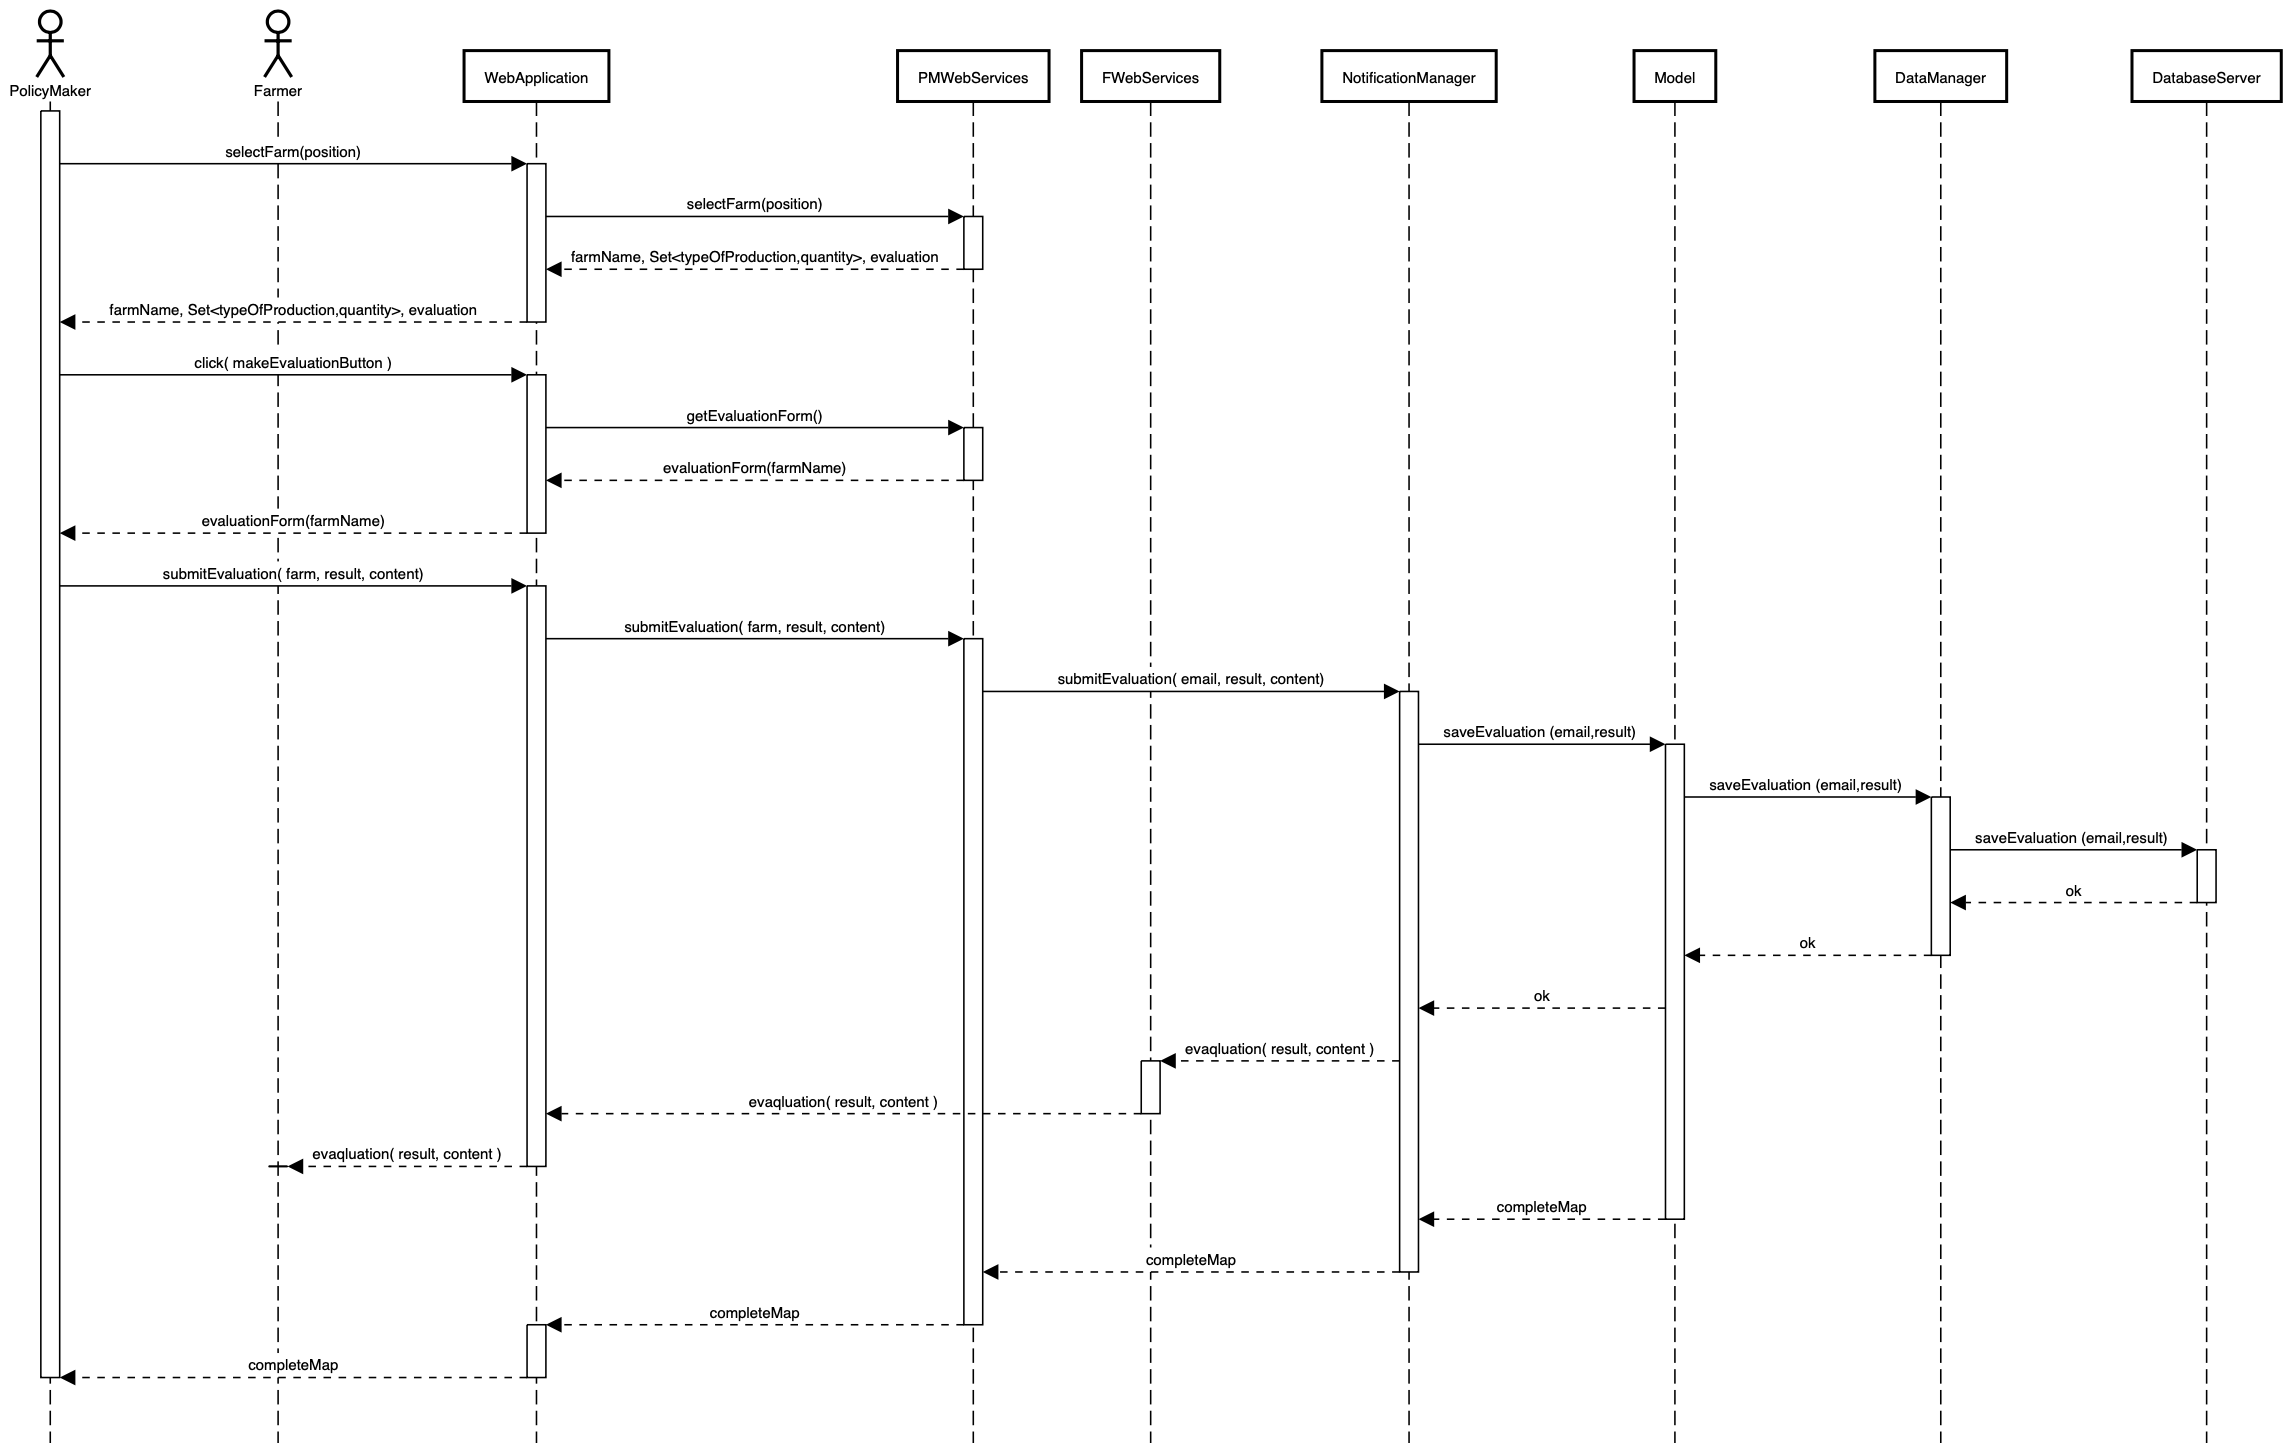 PolicyMaker
Farmer
WebApplication
PMWebServices
FWebServices
NotificationManager
Model
DataManager
DatabaseServer
selectFarm(position)
selectFarm(position)
farmName, Set<typeOfProduction,quantity>, evaluation
farmName, Set<typeOfProduction,quantity>, evaluation
click( makeEvaluationButton )
getEvaluationForm()
evaluationForm(farmName)
evaluationForm(farmName)
submitEvaluation( farm, result, content)
submitEvaluation( farm, result, content)
submitEvaluation( email, result, content)
saveEvaluation (email,result)
saveEvaluation (email,result)
saveEvaluation (email,result)
ok
ok
ok
evaqluation( result, content )
evaqluation( result, content )
evaqluation( result, content )
completeMap
completeMap
completeMap
completeMap